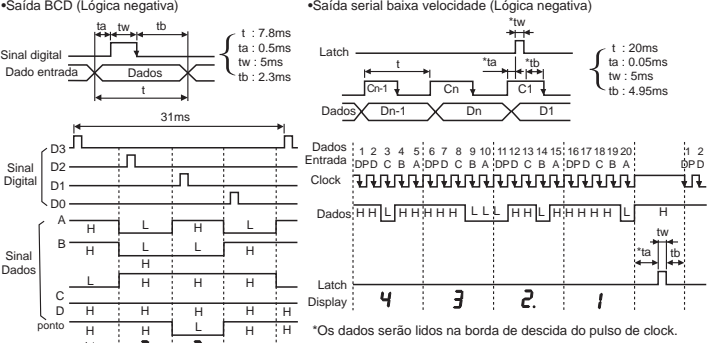 •Saída BCD (Lógica negativa)
ta tw tb
Sinal digital
Dado entrada Dados
t
t : 7.8ms
ta : 0.5ms
tw : 5ms
tb : 2.3ms
31ms
Sinal Digital
D3
D2
D1
D0
Sinal Dados
A H L H L
B H L L H
H
L
C
D H H H H H
ponto H H L H H
•Saída serial baixa velocidade (Lógica negativa)
*tw
Latch
t *ta *tb
Cn-1 Cn C1
Dados Dn-1 Dn D1
t : 20ms
ta : 0.05ms
tw : 5ms
tb : 4.95ms
Dados Entrada
1 2 3 4 5 6 7 8 9 10 11 12 13 14 15 16 17 18 19 20 1 2
DP D C B A DP D C B A DP D C B A DP D C B A DP D
Clock
Dados H H L H H H H H L L L H H L H H H H H L H
tw
*ta tb
Latch
Display 4 3 2. 1
*Os dados serão lidos na borda de descida do pulso de clock.